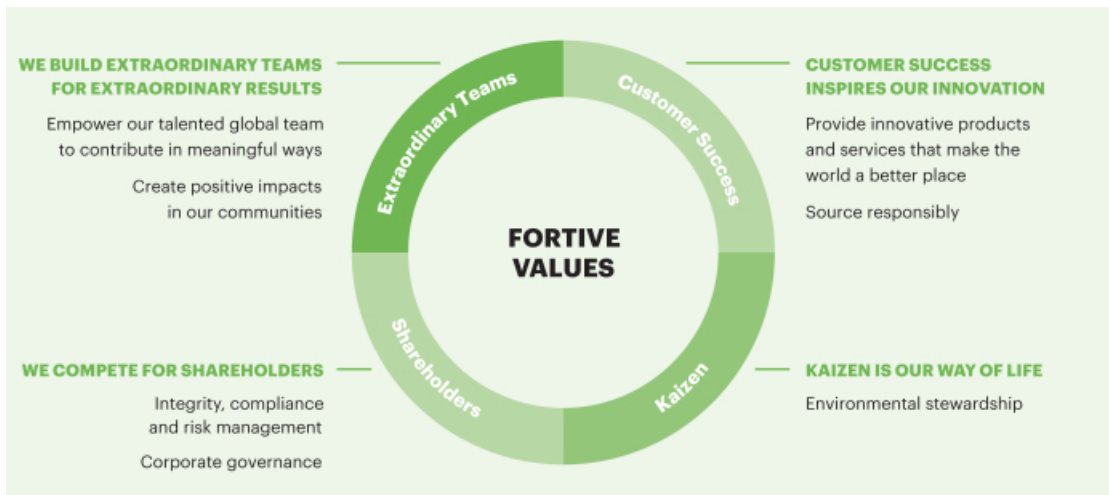 WE BUILD EXTRAORDINARY TEAMS
FOR EXTRAORDINARY RESULTS
Empower our talented global team
to contribute in meaningful ways
Create positive impacts
in our communities
Extraordinary Teams
Customer Success
CUSTOMER SUCCESS
INSPIRES OUR INNOVATION
Provide innovative products
and services that make the
world a better place
Source responsibly
FORTIVE
VALUES
WE COMPETE FOR SHAREHOLDERS
Integrity, compliance
and risk management
Corporate governance
Shareholders
Kaizen
KAIZEN IS OUR WAY OF LIFE
Environmental stewardship